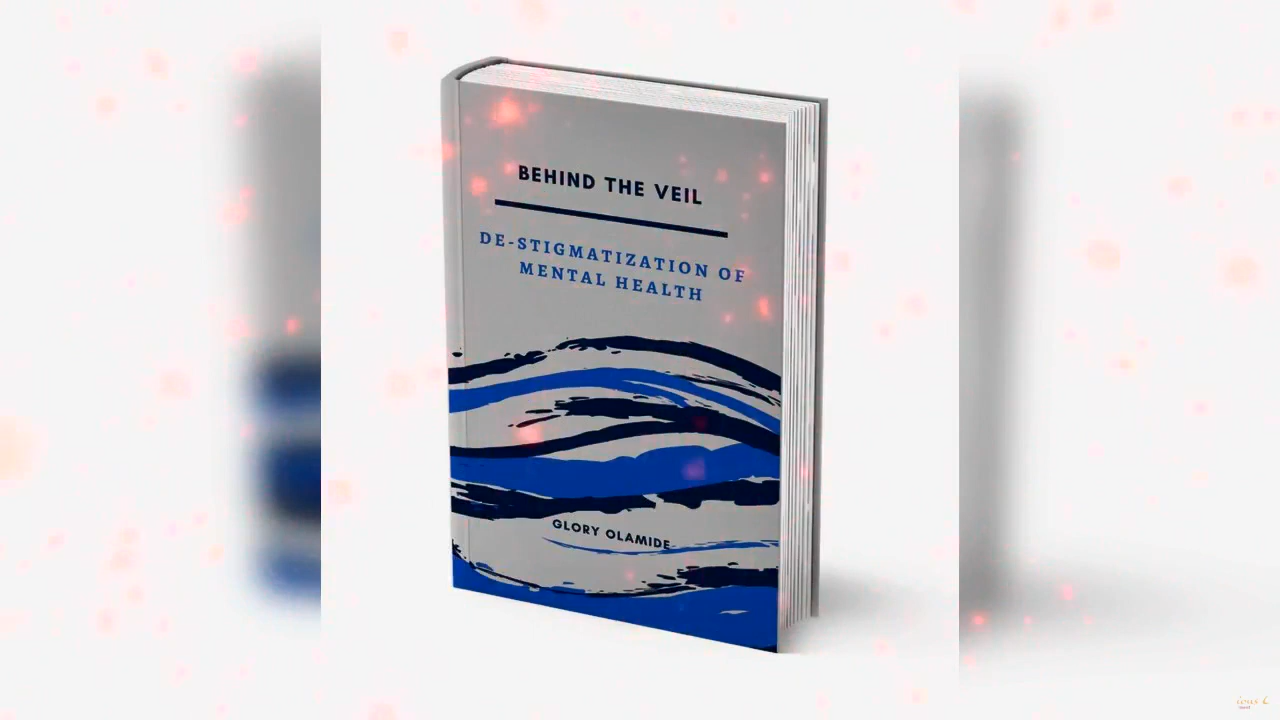 BEHIND THE VEIL
DE-STIGMATIZATION OF
MENTAL HEALTH
GLORY OLAMIDE